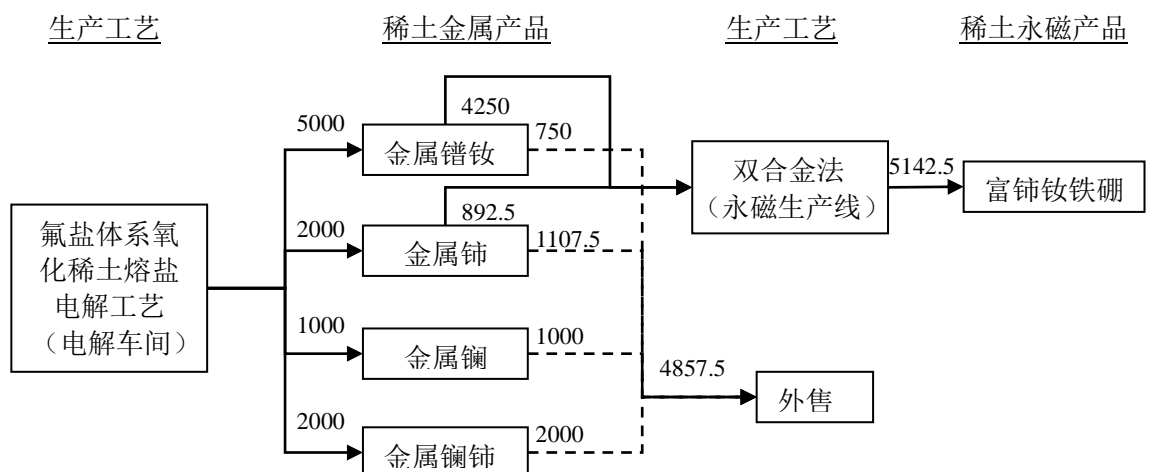 生产工艺
稀土金属产品
生产工艺
稀土永磁产品
4250
5000
金属镨钕
750
双合金法
（永磁生产线）
5142.5
富铈钕铁硼
892.5
氟盐体系氧
化稀土熔盐
电解工艺
（电解车间）
2000
金属铈
1107.5
1000
金属镧
1000
4857.5
外售
2000
金属镧铈
2000